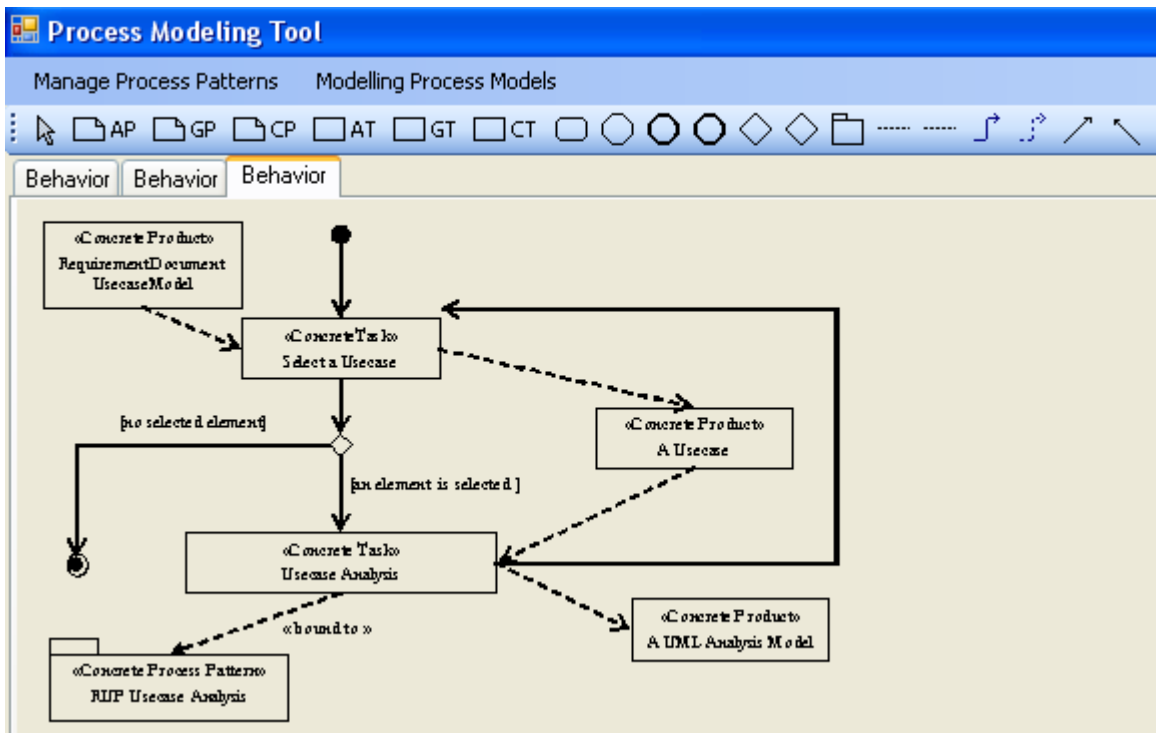 Process Modeling Tool
Manage Process Patterns Modelling Process Models
AP GP CP AT GT CT
Behavior Behavior Behavior
«Concrete Product»
RequirementDocument
UsecaseModel
«ConcreteTask»
Select a Usecase
[no selected element]
«Concrete Product»
A Usecase
[an element is selected ]
«Concrete Task»
Usecase Analysis
«Concrete Product»
A UML Analysis Model
«bound to »
«Concrete Process Pattern»
RUP Usecase Analysis